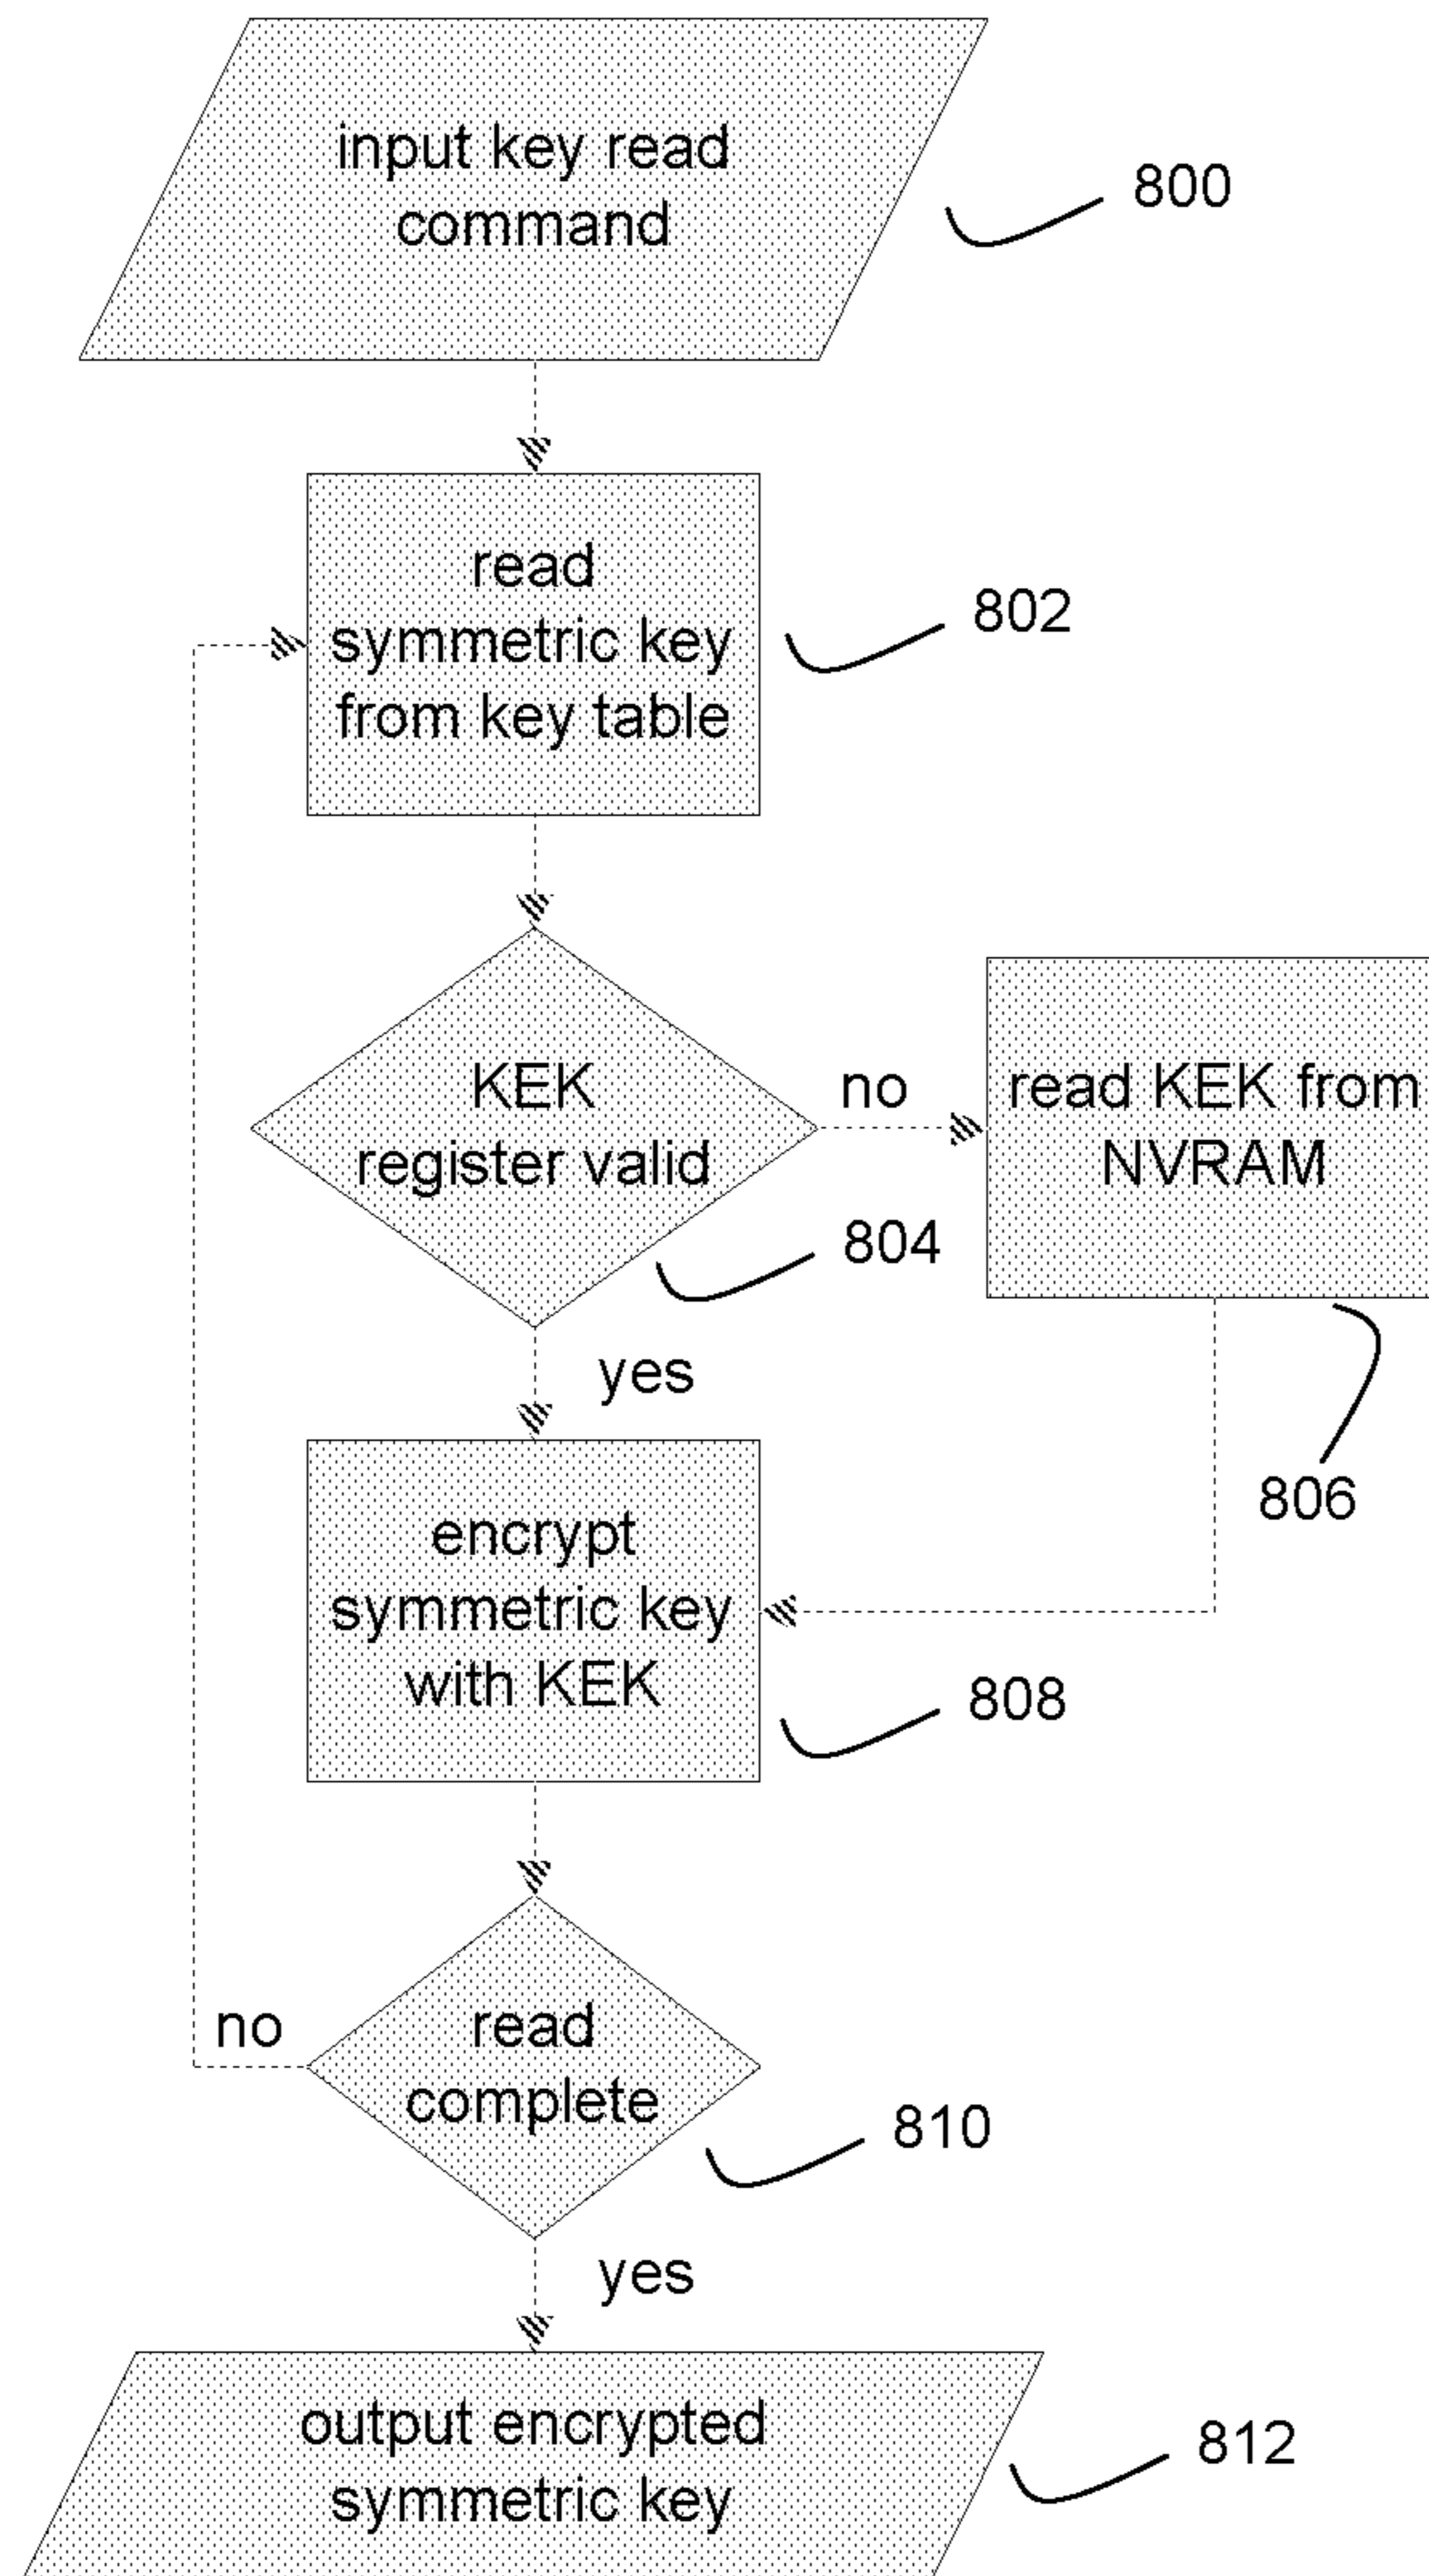 input key read
command
800
read
symmetric key
from key table
802
KEK
register valid
no
read KEK from
NVRAM
804
yes
806
encrypt
symmetric key
with KEK
808
no
read
complete
810
yes
output encrypted
symmetric key
812